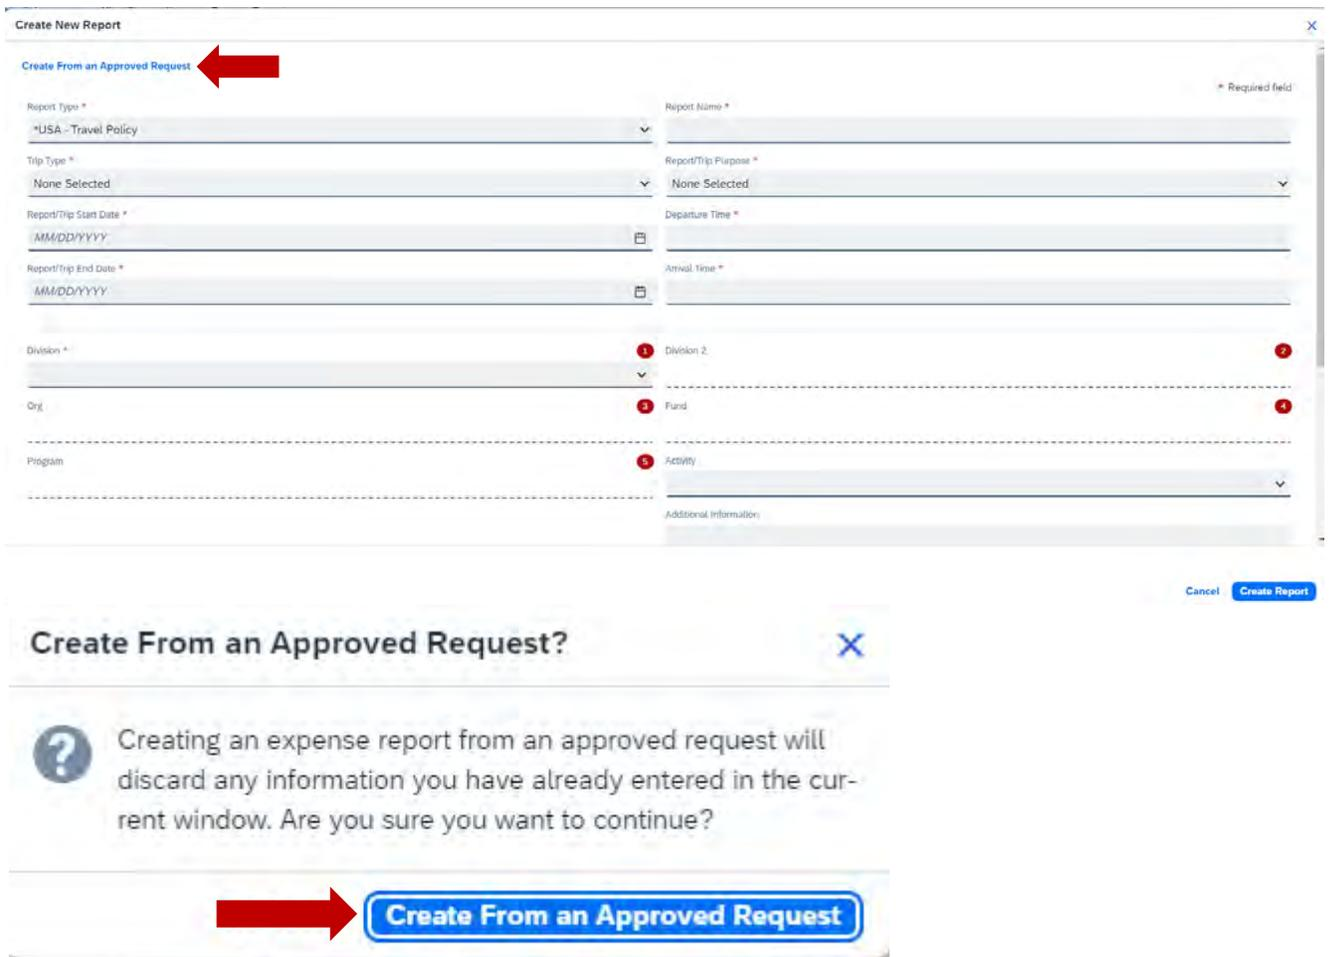 Create New Report
Create From an Approved Request
* Required field
Report Type * Report Name *
*USA - Travel Policy
Trip Type * Report/Trip Purpose *
None Selected None Selected
Report/Trip Start Date * Departure Time *
MM/DD/YYYY
Report/Trip End Date * Arrival Time *
MM/DD/YYYY
Division * 1 Division 2 2
Org 3 Fund 4
Program 5 Activity
Additional Information
Cancel Create Report
Create From an Approved Request?
? Creating an expense report from an approved request will
discard any information you have already entered in the cur-
rent window. Are you sure you want to continue?
Create From an Approved Request